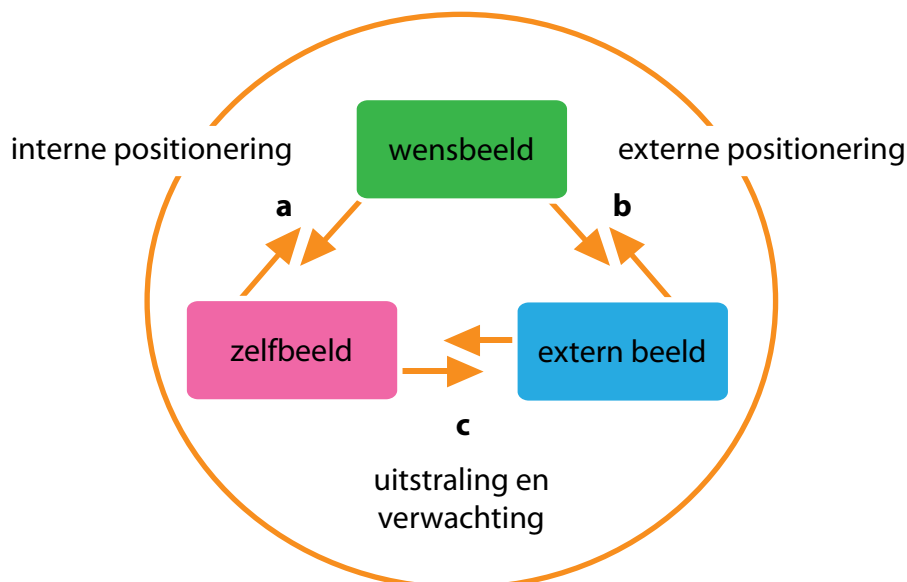 wensbeeld
interne positionering
externe positionering
a
b
zelfbeeld
extern beeld
c
uitstraling en
verwachting